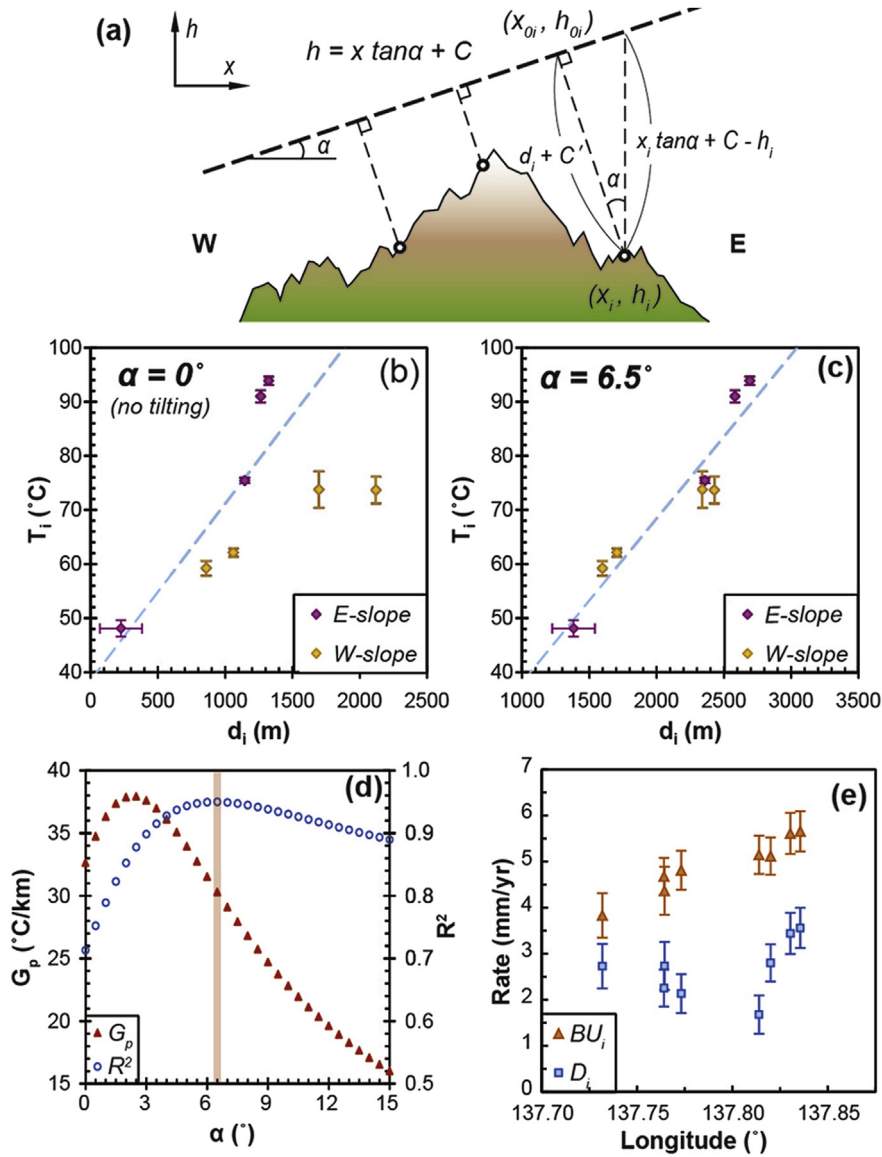 (a)
h
x
h = x tanα + C
(x0i, h0i)
α
di + C′
α
xi tanα + C - hi
W
E
(xi, hi)
100
90
80
70
60
50
40
Ti (˚C)
α = 0˚
(no tilting)
(b)
E-slope
W-slope
0 500 1000 1500 2000 2500
di (m)
100
90
80
70
60
50
40
Ti (˚C)
α = 6.5˚
(c)
E-slope
W-slope
1000 1500 2000 2500 3000 3500
di (m)
40
35
30
25
20
15
Gp (˚C/km)
(d)
1.0
0.9
0.8
0.7
0.6
0.5
R²
Gp
R²
0 3 6 9 12 15
α (˚)
7
6
5
4
3
2
1
0
Rate (mm/yr)
(e)
BUi
Di
137.70 137.75 137.80 137.85
Longitude (˚)